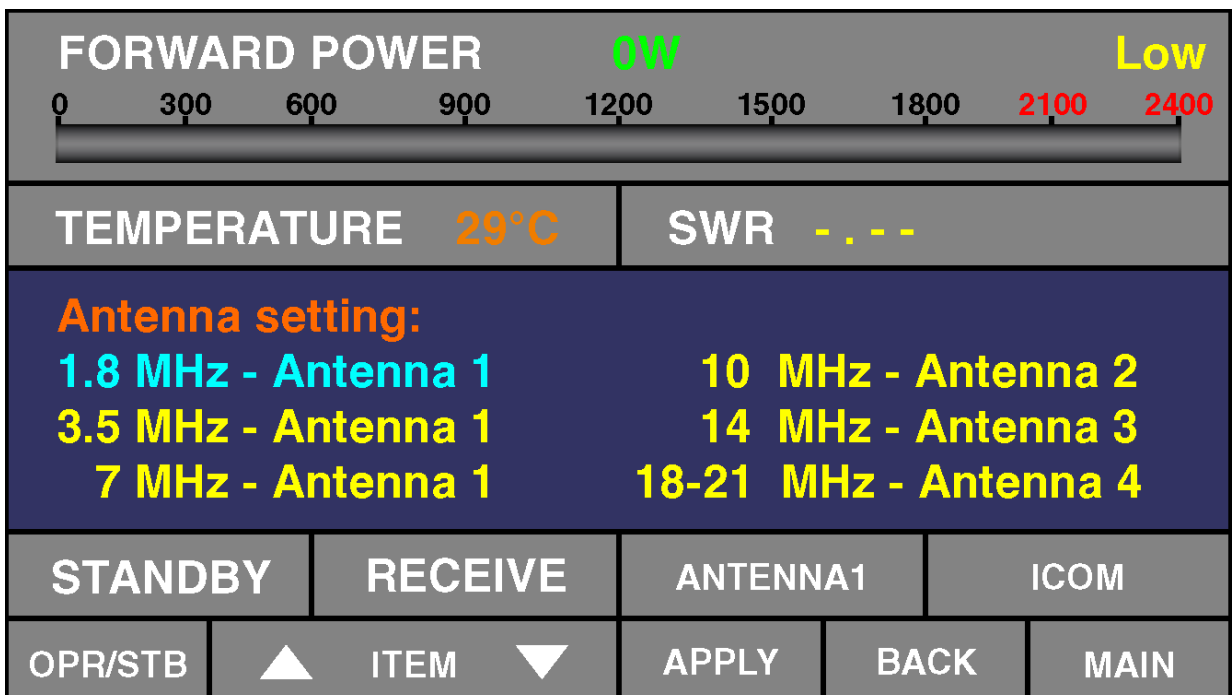 FORWARD POWER 0W Low
0 300 600 900 1200 1500 1800 2100 2400
TEMPERATURE 29°C SWR -.--
Antenna setting:
1.8 MHz - Antenna 1 10 MHz - Antenna 2
3.5 MHz - Antenna 1 14 MHz - Antenna 3
7 MHz - Antenna 1 18-21 MHz - Antenna 4
STANDBY RECEIVE ANTENNA1 ICOM
OPR/STB ITEM APPLY BACK MAIN